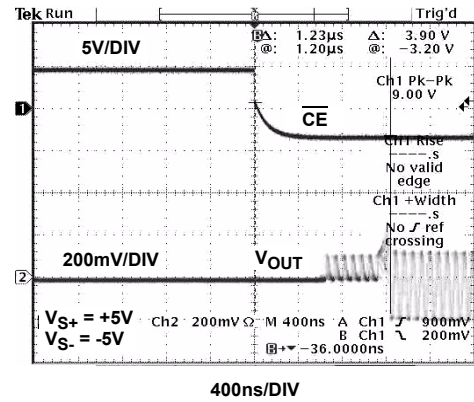 Tek Run Trig'd
5V/DIV
B Δ: 1.23μs Δ: 3.90 V
@: 1.20μs @: −3.20 V
Ch1 Pk−Pk
9.00 V
1
CE
Ch1 Rise
−−−−.s
No valid
edge
Ch1 +Width
−−−−.s
No ref
crossing
200mV/DIV VOUT
2
VS+ = +5V
VS- = -5V
Ch2 200mV Ω M 400ns A Ch1 900mV
B Ch1 200mV
B −36.0000ns
400ns/DIV